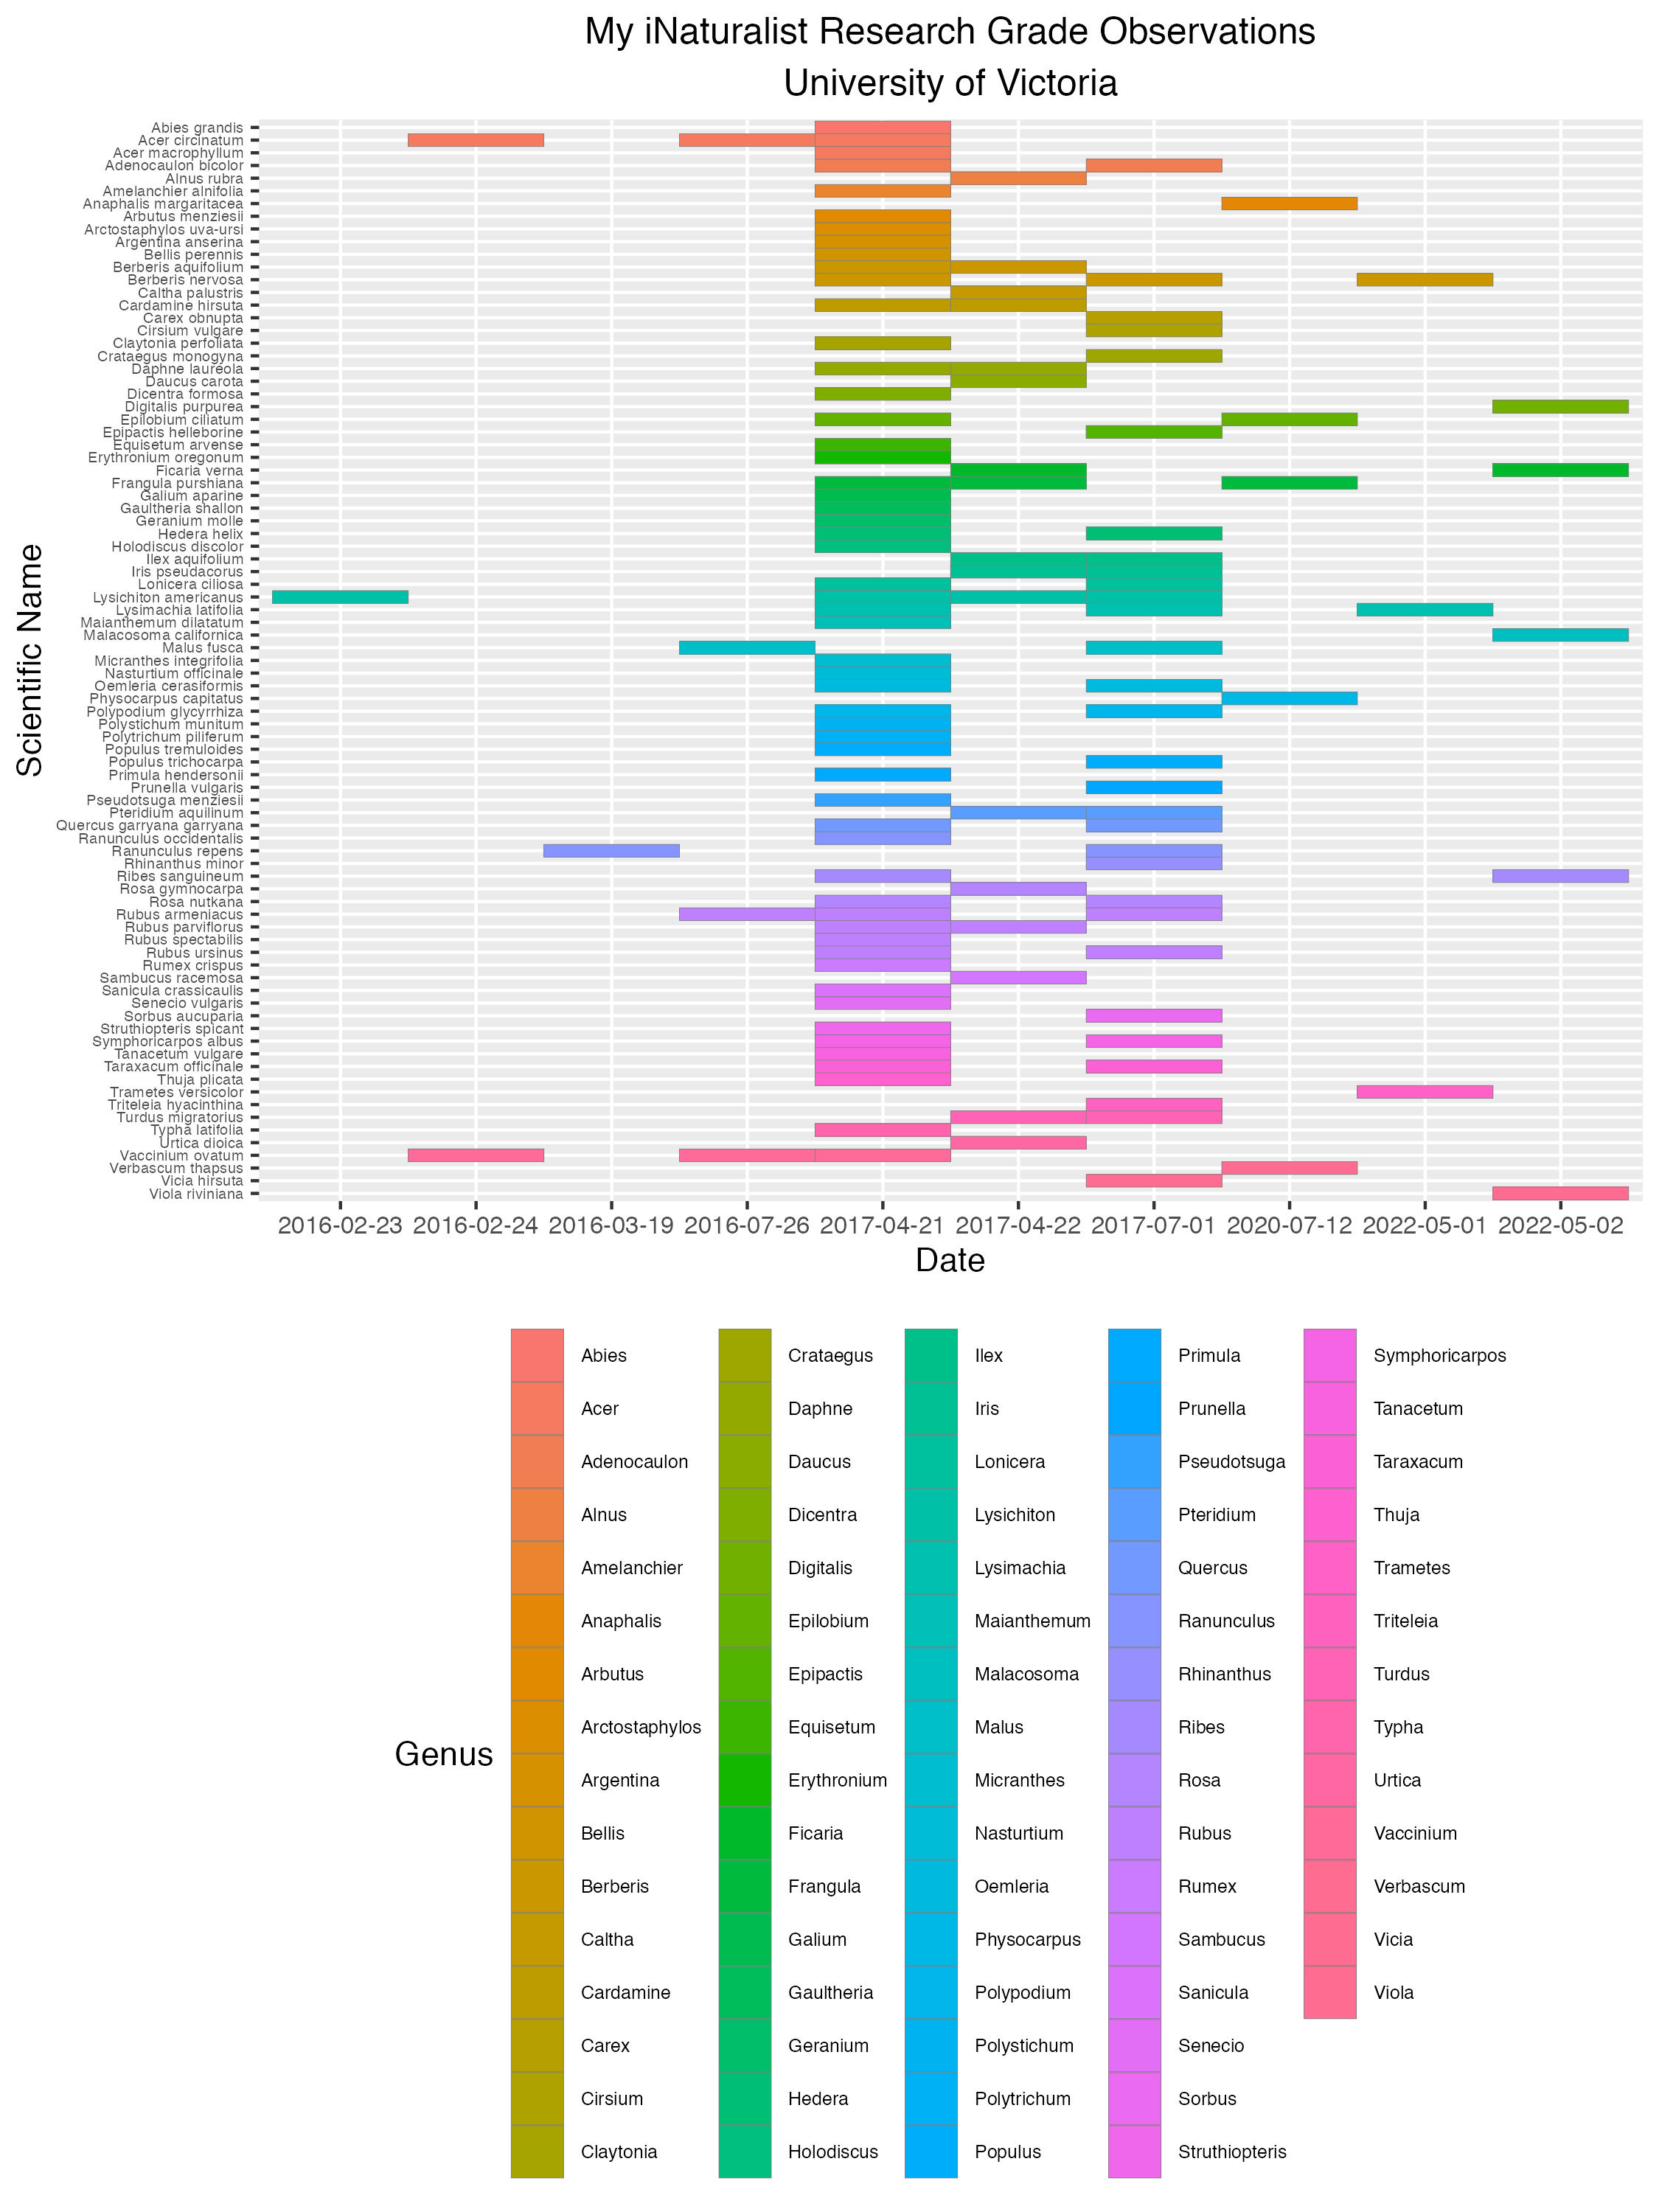 My iNaturalist Research Grade Observations
University of Victoria
Scientific Name
Abies grandis
Acer circinatum
Acer macrophyllum
Adenocaulon bicolor
Alnus rubra
Amelanchier alnifolia
Anaphalis margaritacea
Arbutus menziesii
Arctostaphylos uva-ursi
Argentina anserina
Bellis perennis
Berberis aquifolium
Berberis nervosa
Caltha palustris
Cardamine hirsuta
Carex obnupta
Cirsium vulgare
Claytonia perfoliata
Crataegus monogyna
Daphne laureola
Daucus carota
Dicentra formosa
Digitalis purpurea
Epilobium ciliatum
Epipactis helleborine
Equisetum arvense
Erythronium oregonum
Ficaria verna
Frangula purshiana
Galium aparine
Gaultheria shallon
Geranium molle
Hedera helix
Holodiscus discolor
Ilex aquifolium
Iris pseudacorus
Lonicera ciliosa
Lysichiton americanus
Lysimachia latifolia
Maianthemum dilatatum
Malacosoma californica
Malus fusca
Micranthes integrifolia
Nasturtium officinale
Oemleria cerasiformis
Physocarpus capitatus
Polypodium glycyrrhiza
Polystichum munitum
Polytrichum piliferum
Populus tremuloides
Populus trichocarpa
Primula hendersonii
Prunella vulgaris
Pseudotsuga menziesii
Pteridium aquilinum
Quercus garryana garryana
Ranunculus occidentalis
Ranunculus repens
Rhinanthus minor
Ribes sanguineum
Rosa gymnocarpa
Rosa nutkana
Rubus armeniacus
Rubus parviflorus
Rubus spectabilis
Rubus ursinus
Rumex crispus
Sambucus racemosa
Sanicula crassicaulis
Senecio vulgaris
Sorbus aucuparia
Struthiopteris spicant
Symphoricarpos albus
Tanacetum vulgare
Taraxacum officinale
Thuja plicata
Trametes versicolor
Triteleia hyacinthina
Turdus migratorius
Typha latifolia
Urtica dioica
Vaccinium ovatum
Verbascum thapsus
Vicia hirsuta
Viola riviniana
2016-02-23 2016-02-24 2016-03-19 2016-07-26 2017-04-21 2017-04-22 2017-07-01 2020-07-12 2022-05-01 2022-05-02
Date
Genus
Abies
Acer
Adenocaulon
Alnus
Amelanchier
Anaphalis
Arbutus
Arctostaphylos
Argentina
Bellis
Berberis
Caltha
Cardamine
Carex
Cirsium
Claytonia
Crataegus
Daphne
Daucus
Dicentra
Digitalis
Epilobium
Epipactis
Equisetum
Erythronium
Ficaria
Frangula
Galium
Gaultheria
Geranium
Hedera
Holodiscus
Ilex
Iris
Lonicera
Lysichiton
Lysimachia
Maianthemum
Malacosoma
Malus
Micranthes
Nasturtium
Oemleria
Physocarpus
Polypodium
Polystichum
Polytrichum
Populus
Primula
Prunella
Pseudotsuga
Pteridium
Quercus
Ranunculus
Rhinanthus
Ribes
Rosa
Rubus
Rumex
Sambucus
Sanicula
Senecio
Sorbus
Struthiopteris
Symphoricarpos
Tanacetum
Taraxacum
Thuja
Trametes
Triteleia
Turdus
Typha
Urtica
Vaccinium
Verbascum
Vicia
Viola